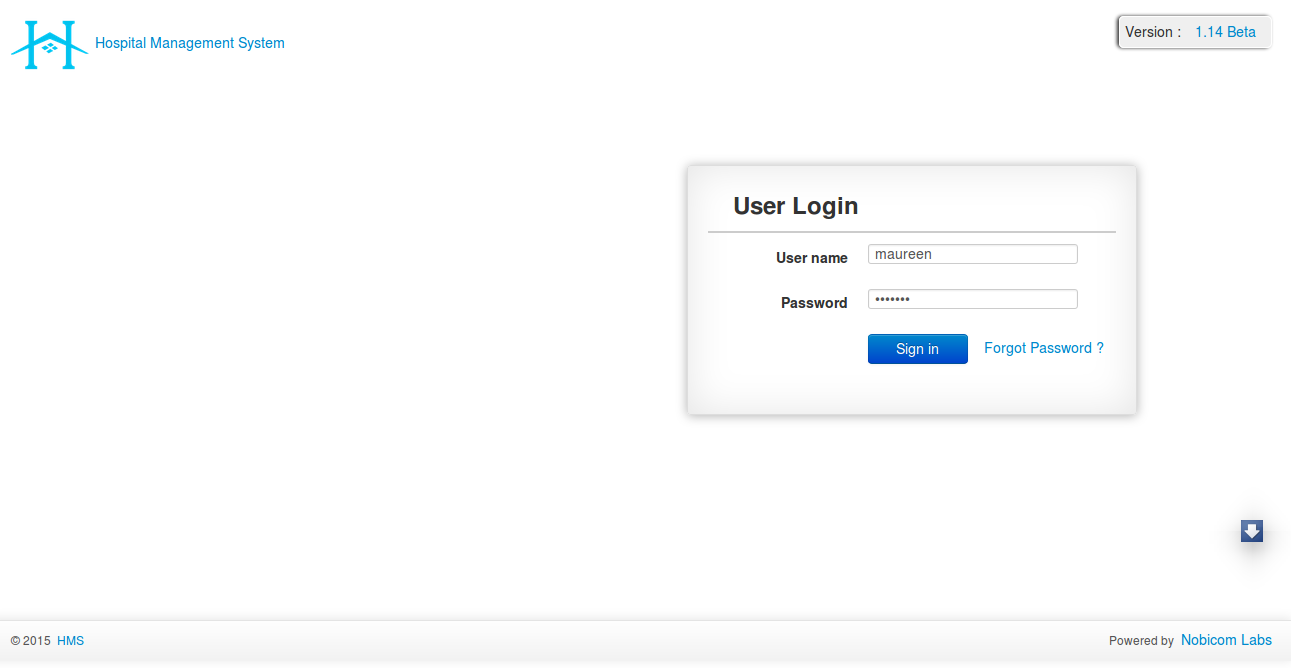 Hospital Management System
Version : 1.14 Beta
User Login
User name maureen
Password •••••••
Sign in Forgot Password ?
© 2015 HMS
Powered by Nobicom Labs